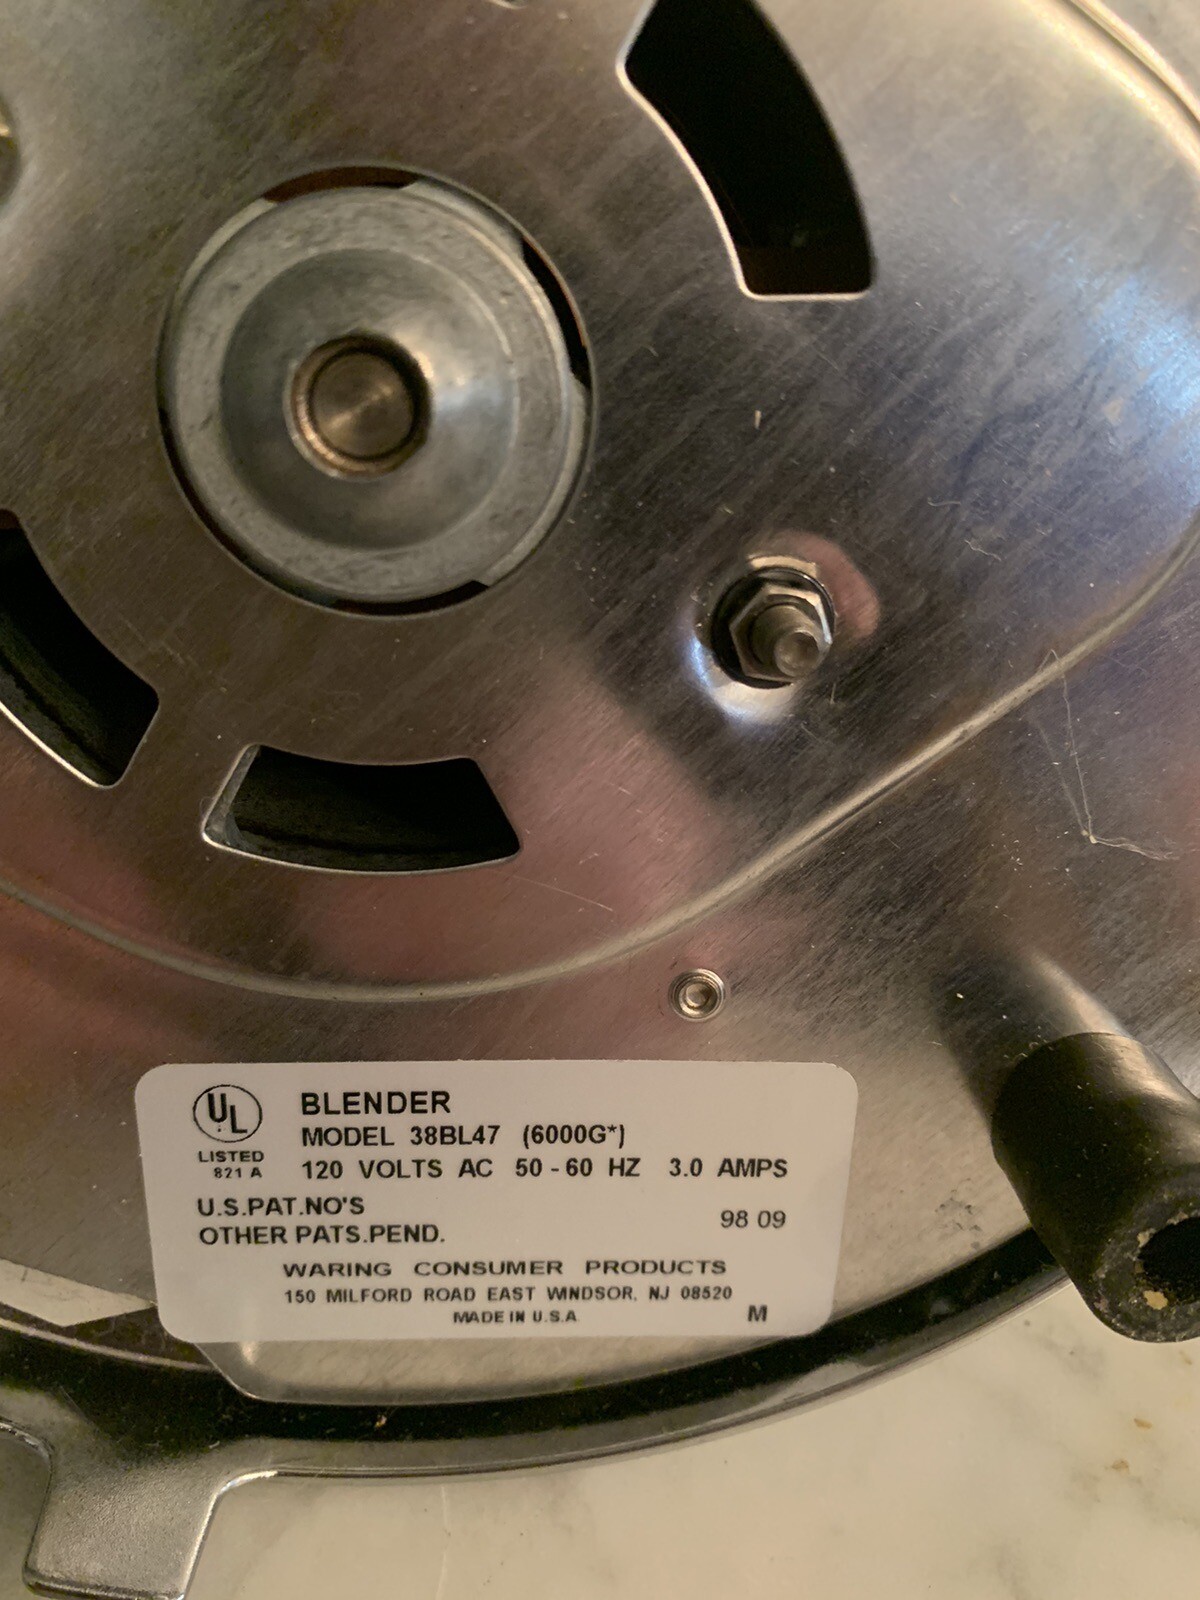 UL
LISTED
821 A
BLENDER
MODEL 38BL47 (6000G*)
120 VOLTS AC 50 - 60 HZ 3.0 AMPS
U.S.PAT.NO'S
OTHER PATS.PEND.
98 09
WARING CONSUMER PRODUCTS
150 MILFORD ROAD EAST WINDSOR, NJ 08520
MADE IN U.S.A
M